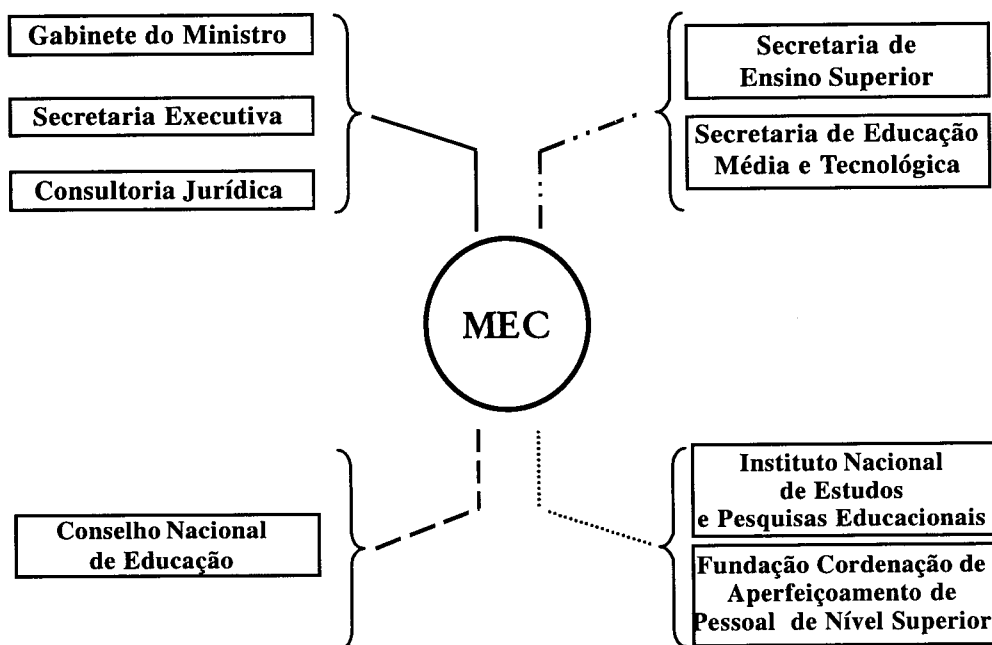 Gabinete do Ministro
Secretaria Executiva
Consultoria Jurídica
Secretaria de
Ensino Superior
Secretaria de Educação
Média e Tecnológica
MEC
Conselho Nacional
de Educação
Instituto Nacional
de Estudos
e Pesquisas Educacionais
Fundação Cordenação de
Aperfeiçoamento de
Pessoal de Nível Superior